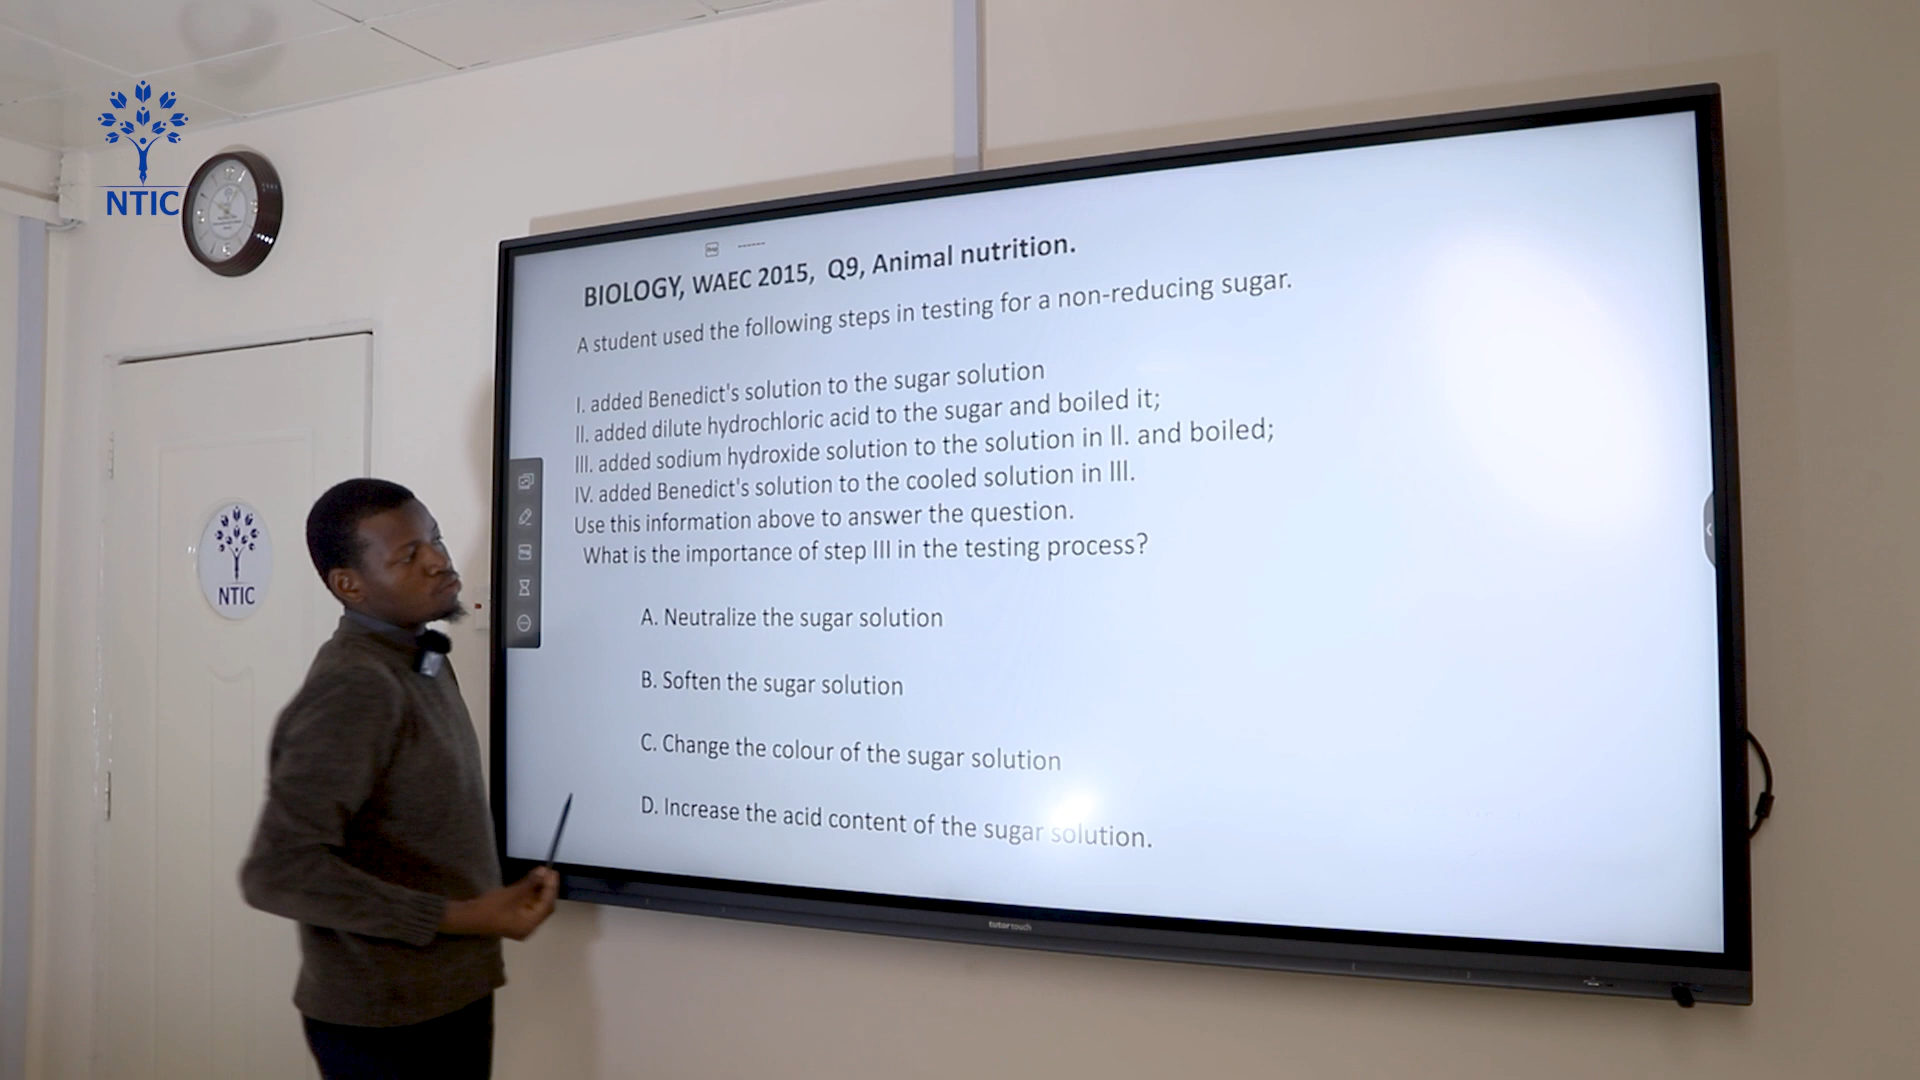 NTIC
BIOLOGY, WAEC 2015, Q9, Animal nutrition.
A student used the following steps in testing for a non-reducing sugar.
I. added Benedict's solution to the sugar solution
II. added dilute hydrochloric acid to the sugar and boiled it;
III. added sodium hydroxide solution to the solution in II. and boiled;
IV. added Benedict's solution to the cooled solution in III.
Use this information above to answer the question.
What is the importance of step III in the testing process?
A. Neutralize the sugar solution
B. Soften the sugar solution
C. Change the colour of the sugar solution
D. Increase the acid content of the sugar solution.
NTIC
tutor touch